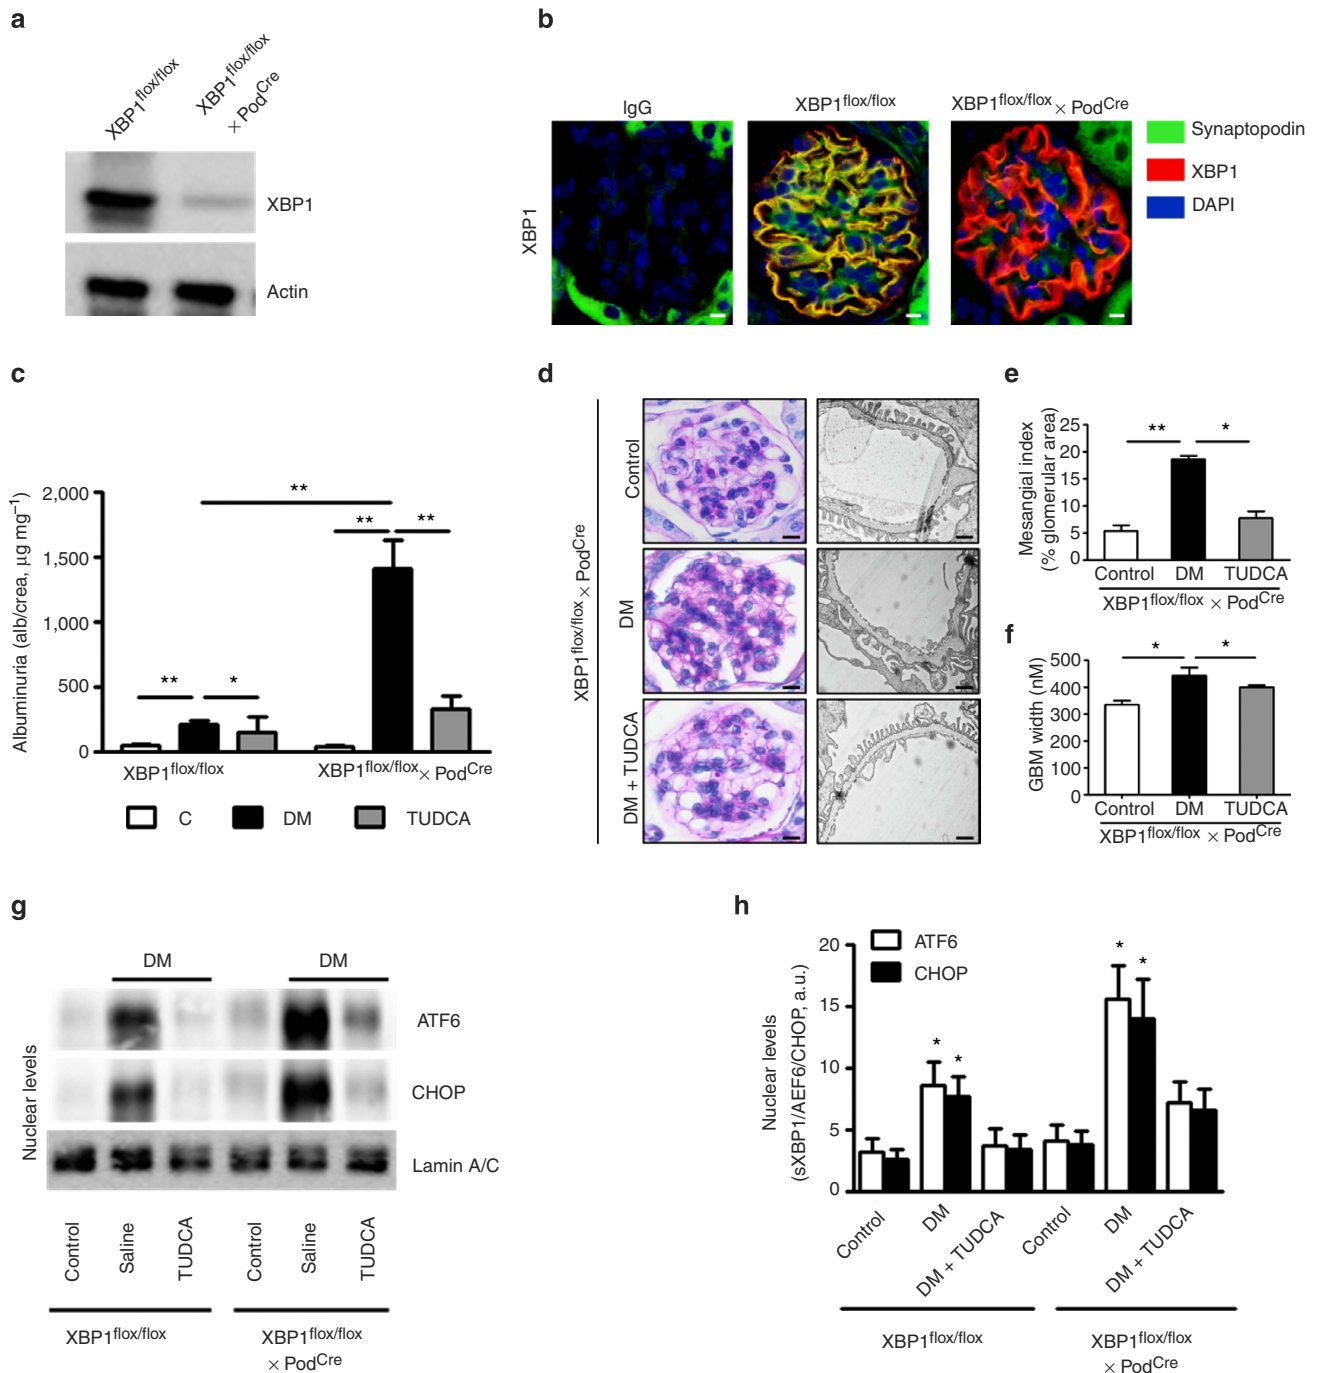 a
XBP1flox/flox
XBP1flox/flox
× PodCre
XBP1
Actin
b
IgG
XBP1flox/flox
XBP1flox/flox × PodCre
XBP1
Synaptopodin
XBP1
DAPI
c
Albuminuria (alb/crea, µg mg–1)
2,000
1,500
1,000
500
0
**
*
**
**
**
XBP1flox/flox
XBP1flox/flox × PodCre
C
DM
TUDCA
d
XBP1flox/flox × PodCre
Control
DM
DM + TUDCA
e
Mesangial index
(% glomerular area)
25
20
15
10
5
0
**
*
Control
DM
TUDCA
XBP1flox/flox × PodCre
f
GBM width (nM)
500
400
300
200
100
0
*
*
Control
DM
TUDCA
XBP1flox/flox × PodCre
g
DM
DM
Nuclear levels
ATF6
CHOP
Lamin A/C
Control
Saline
TUDCA
Control
Saline
TUDCA
XBP1flox/flox
XBP1flox/flox
× PodCre
h
Nuclear levels
(sXBP1/AEF6/CHOP, a.u.)
20
15
10
5
0
ATF6
CHOP
*
*
*
*
Control
DM
DM + TUDCA
Control
DM
DM + TUDCA
XBP1flox/flox
XBP1flox/flox
× PodCre